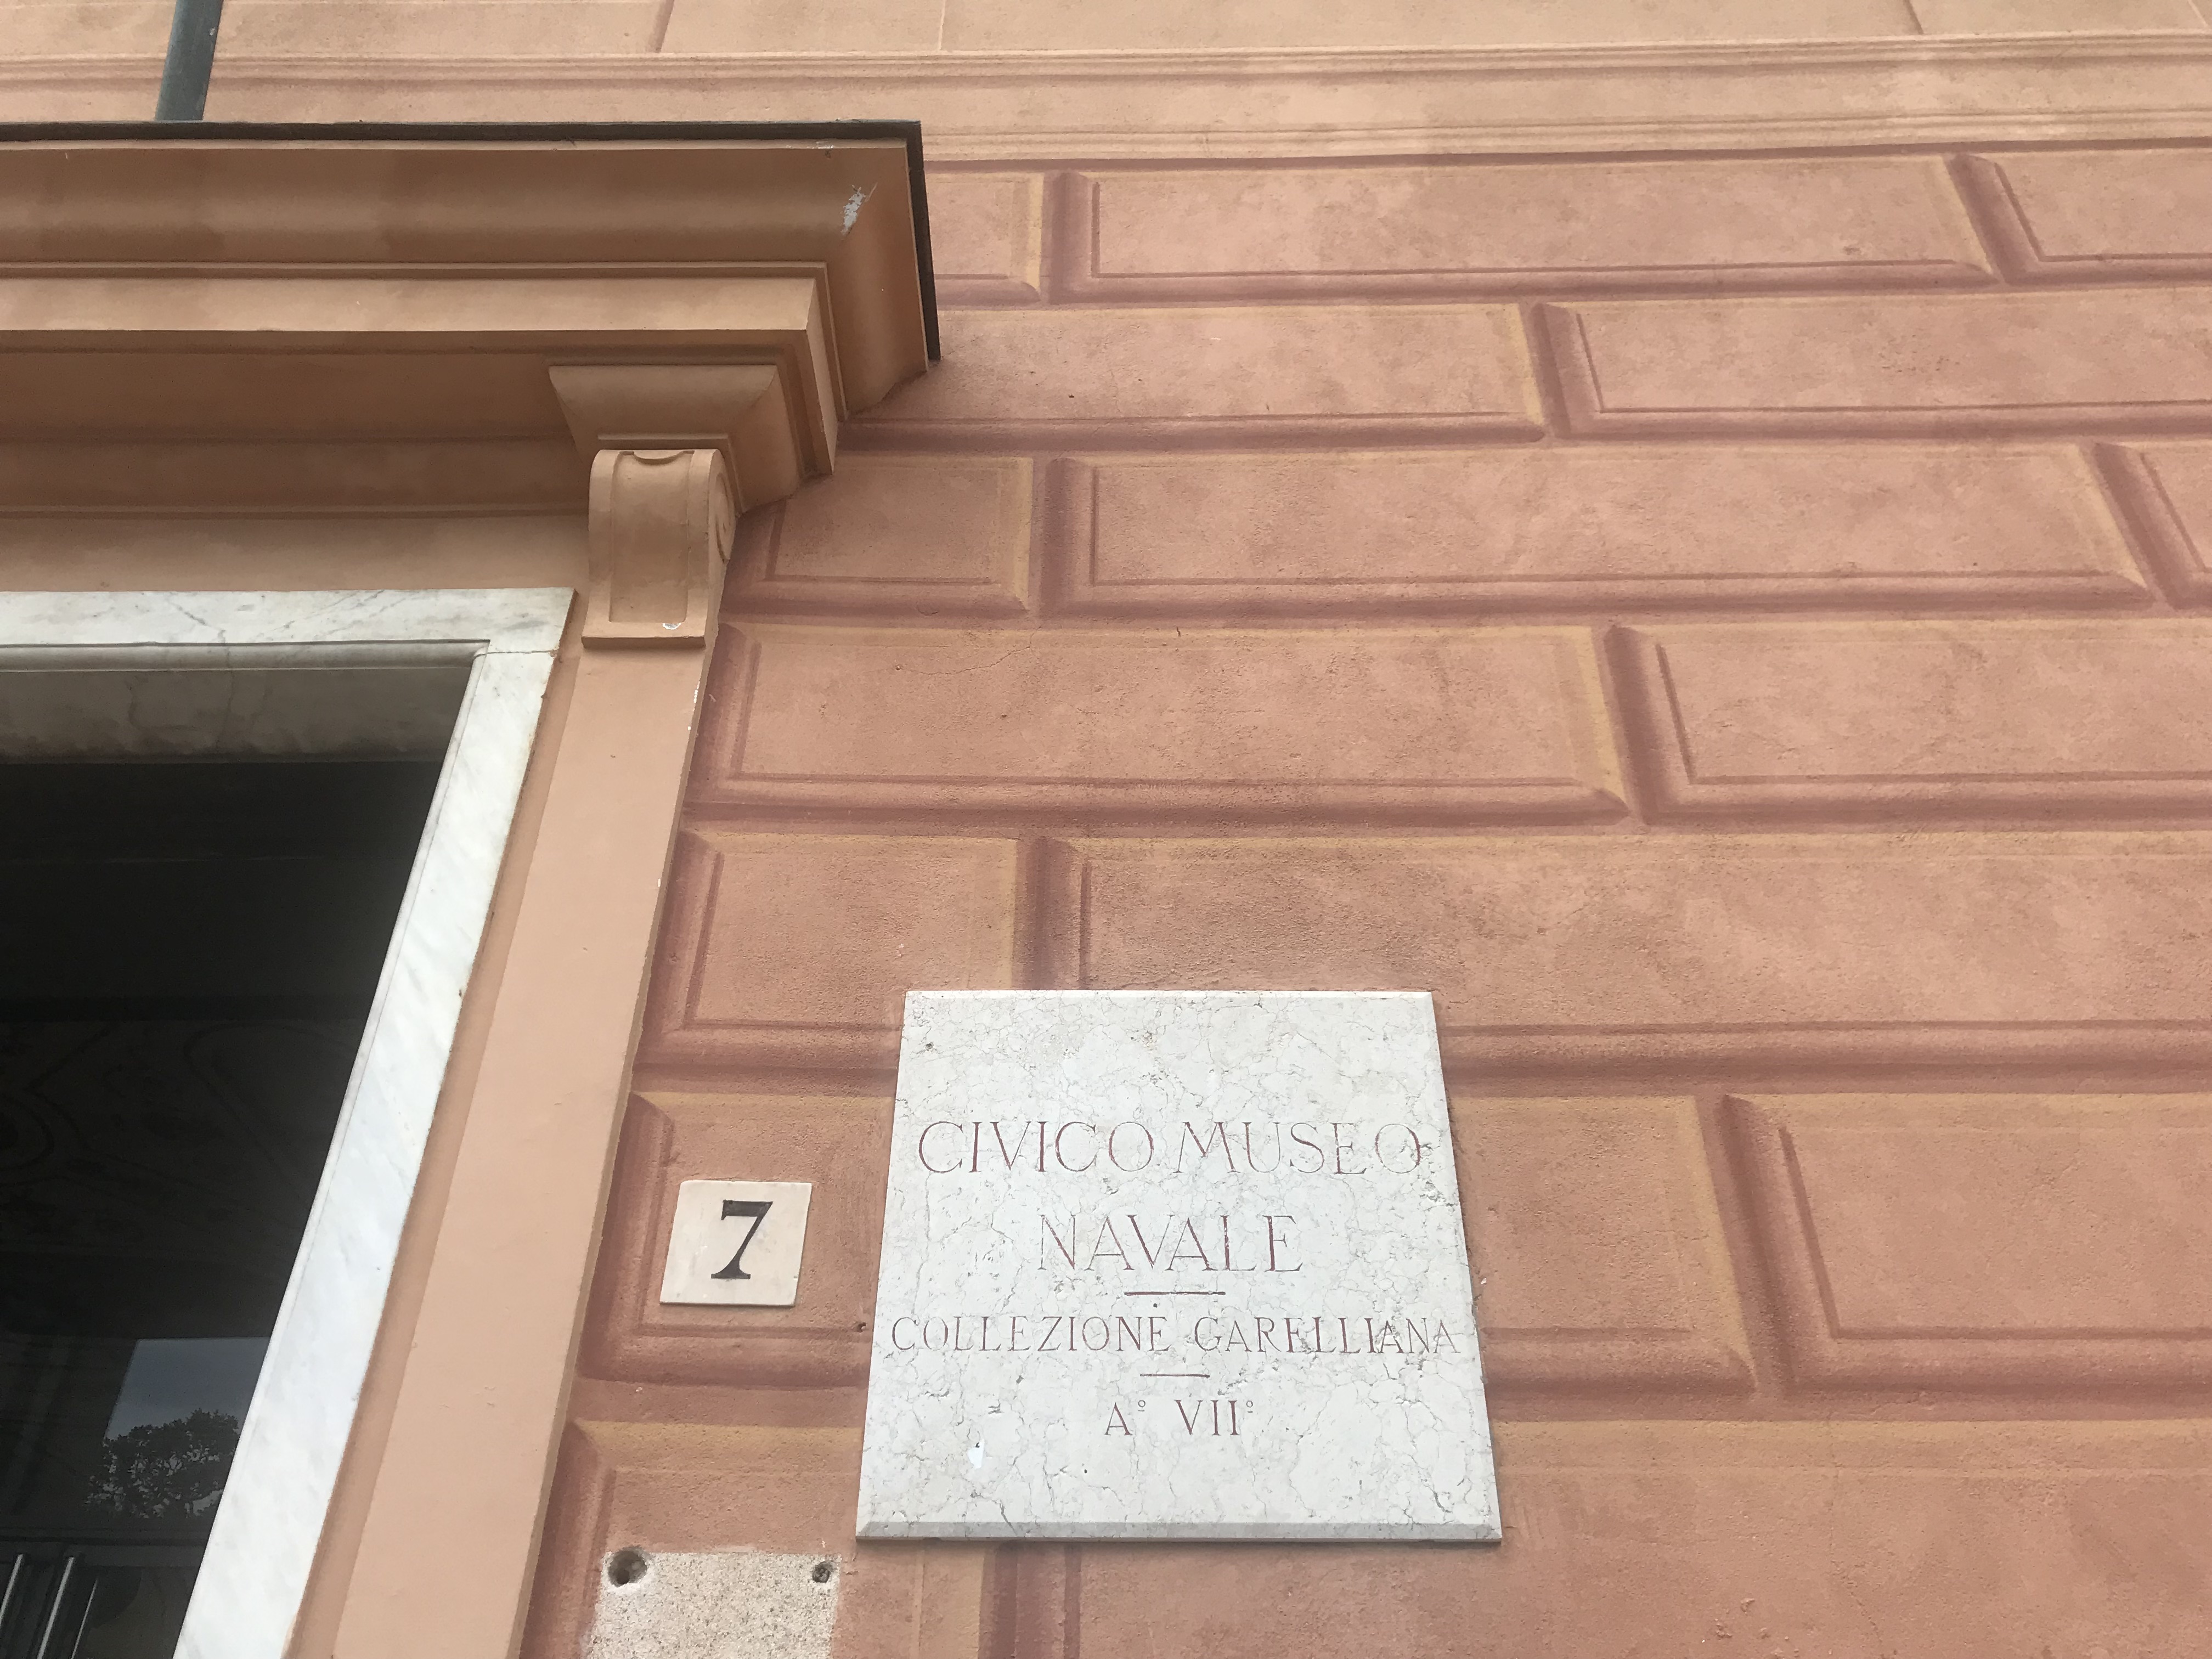 7
CIVICO MUSEO
NAVALE
COLLEZIONE GARELLIANA
A° VII°